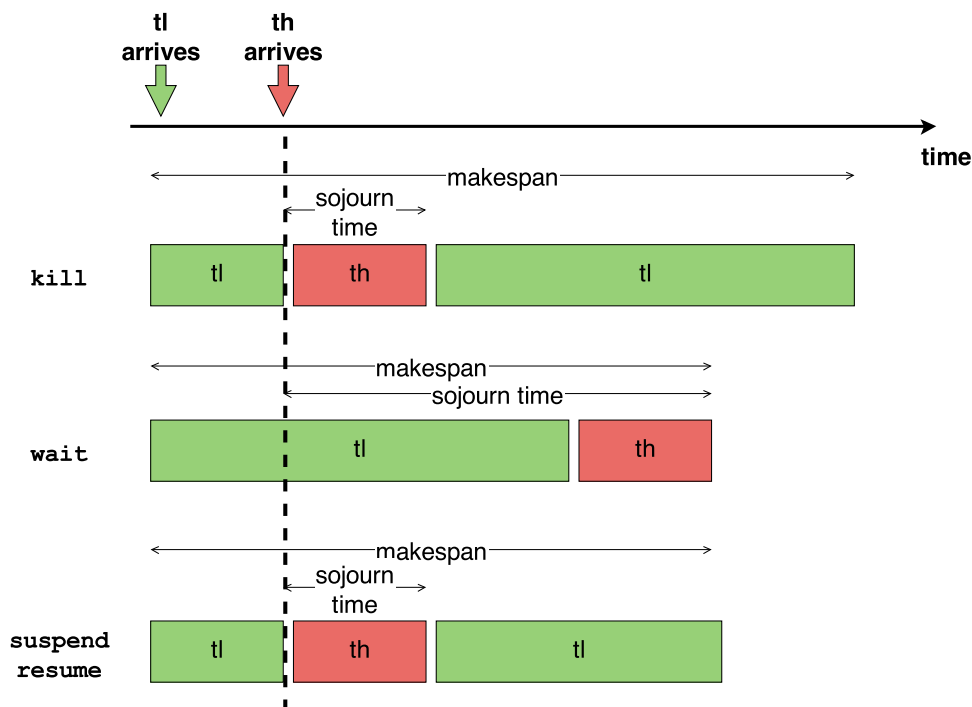 tl
arrives
th
arrives
time
makespan
sojourn
time
kill
tl
th
tl
makespan
sojourn time
wait
tl
th
makespan
sojourn
time
suspend
resume
tl
th
tl